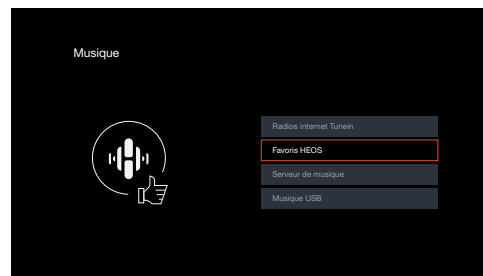 Musique
Radios internet Tunein
Favoris HEOS
Serveur de musique
Musique USB